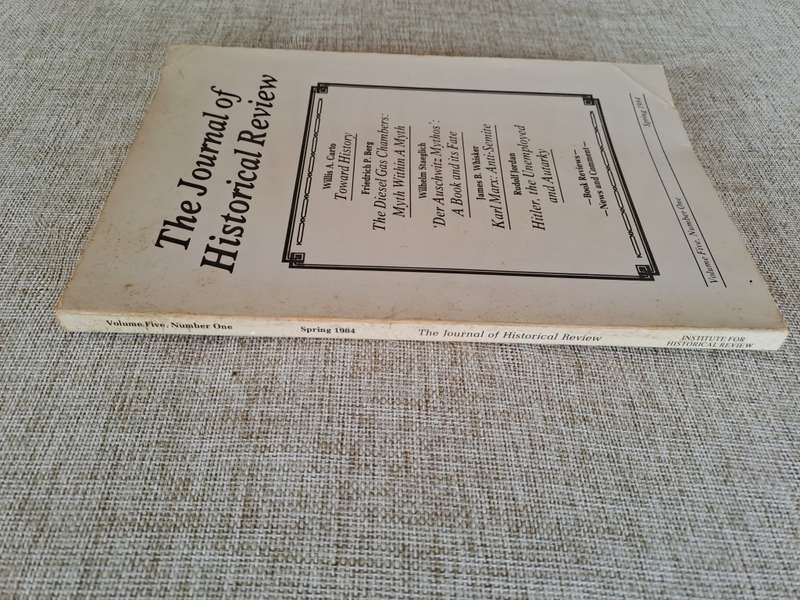 The Journal of
Historical Review
Willis A. Carto
Toward History
Friedrich P. Berg
The Diesel Gas Chambers:
Myth Within A Myth
Wilhelm Staeglich
'Der Auschwitz Mythos':
A Book and its Fate
James B. Whisker
Karl Marx: Anti-Semite
Rudolf Jordan
Hitler, the Unemployed
and Autarky
—Book Reviews—
—News and Comment—
Volume Five, Number One
Spring 1984
Volume Five, Number One
Spring 1984
The Journal of Historical Review
INSTITUTE FOR
HISTORICAL REVIEW